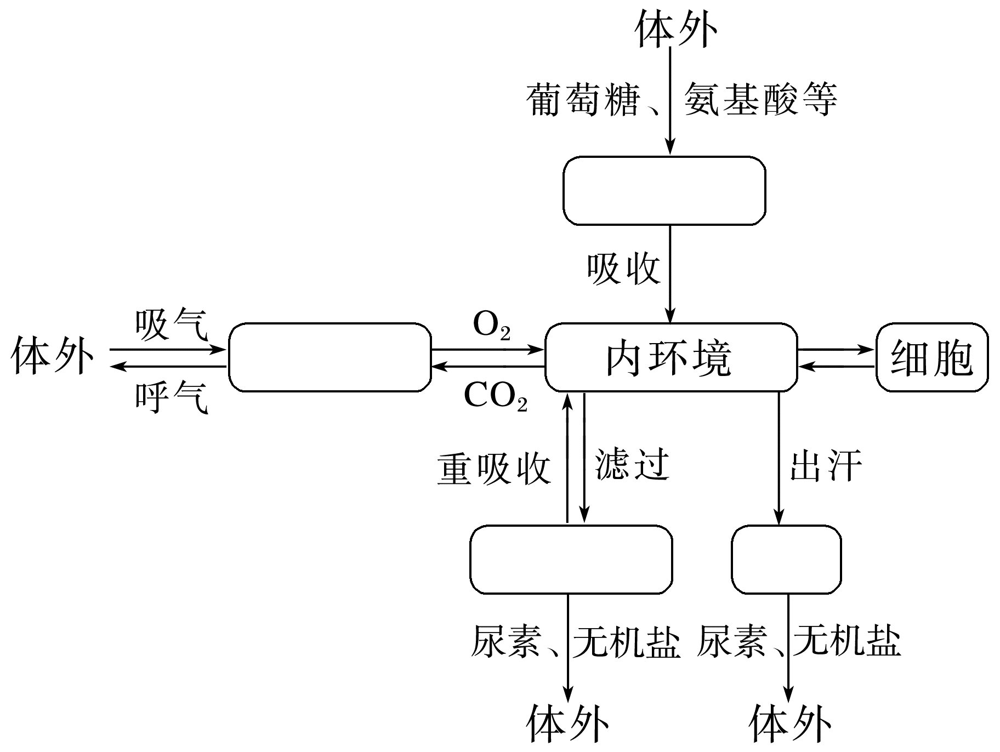 体外
葡萄糖、氨基酸等
吸收
吸气
O₂
体外
内环境
细胞
呼气
CO₂
重吸收
滤过
出汗
尿素、无机盐
尿素、无机盐
体外
体外